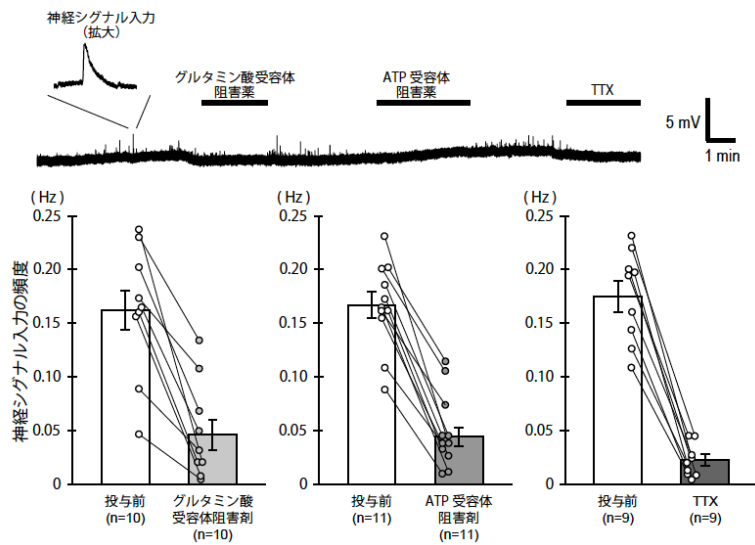 神経シグナル入力
(拡大)
グルタミン酸受容体
阻害薬
ATP 受容体
阻害薬
TTX
5 mV
1 min
神経シグナル入力の頻度
( Hz )
0.25
0.20
0.15
0.10
0.05
0
投与前
(n=10)
グルタミン酸
受容体阻害剤
(n=10)
( Hz )
0.25
0.20
0.15
0.10
0.05
0
投与前
(n=11)
ATP 受容体
阻害剤
(n=11)
( Hz )
0.25
0.20
0.15
0.10
0.05
0
投与前
(n=9)
TTX
(n=9)